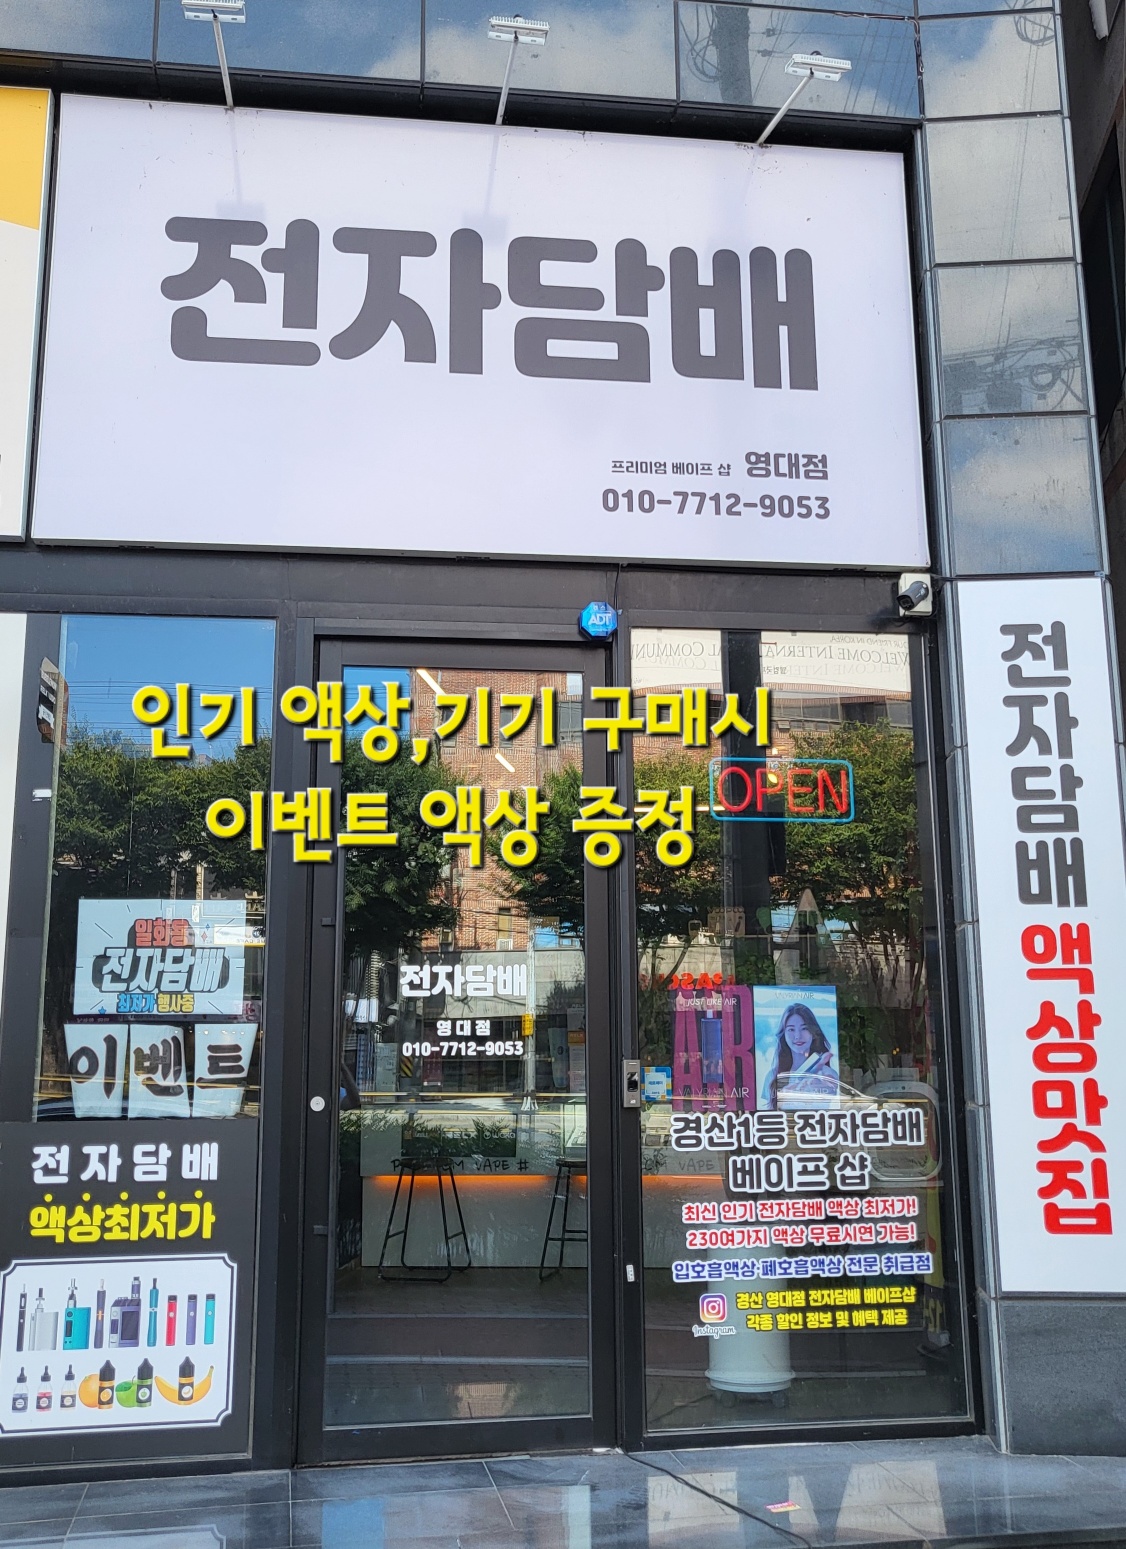 전자담배
프리미엄 베이프 샵 영대점
010-7712-9053
ADT
인기 액상,기기 구매시
이벤트 액상 증정
OPEN
일회용
전자담배
최저가 행사중
이벤트
전자담배
액상최저가
전자담배
영대점
010-7712-9053
JUST LIKE AIR
AIR
경산1등 전자담배
베이프 샵
최신 인기 전자담배 액상 최저가!
230여가지 액상 무료시연 가능!
입호흡액상·폐호흡액상 전문 취급점
Instagram
경산 영대점 전자담배 베이프샵
각종 할인 정보 및 혜택 제공
전자담배 액상맛집